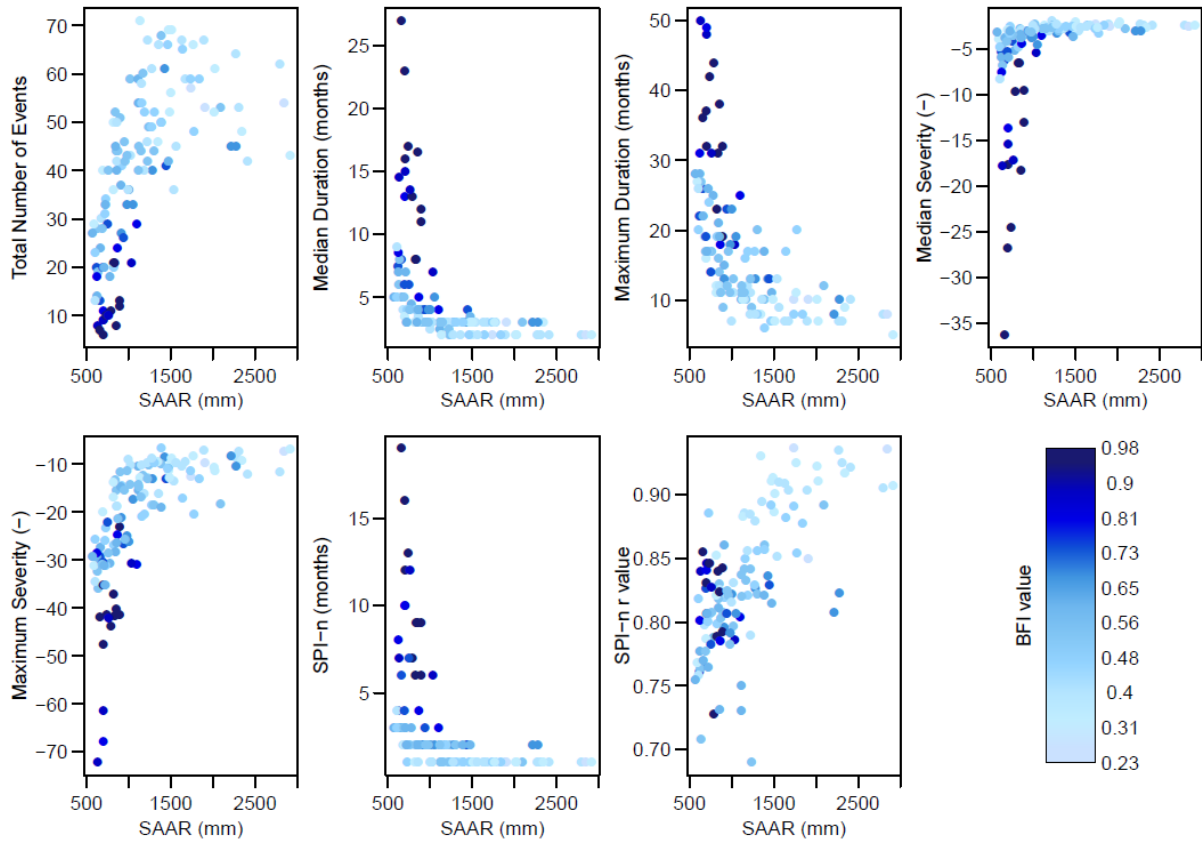 Total Number of Events
70
60
50
40
30
20
10
500 1500 2500
SAAR (mm)
Median Duration (months)
25
20
15
10
5
500 1500 2500
SAAR (mm)
Maximum Duration (months)
50
40
30
20
10
500 1500 2500
SAAR (mm)
Median Severity (−)
−5
−10
−15
−20
−25
−30
−35
500 1500 2500
SAAR (mm)
Maximum Severity (−)
−10
−20
−30
−40
−50
−60
−70
500 1500 2500
SAAR (mm)
SPI−n (months)
15
10
5
500 1500 2500
SAAR (mm)
SPI−n r value
0.90
0.85
0.80
0.75
0.70
500 1500 2500
SAAR (mm)
BFI value
0.98
0.9
0.81
0.73
0.65
0.56
0.48
0.4
0.31
0.23